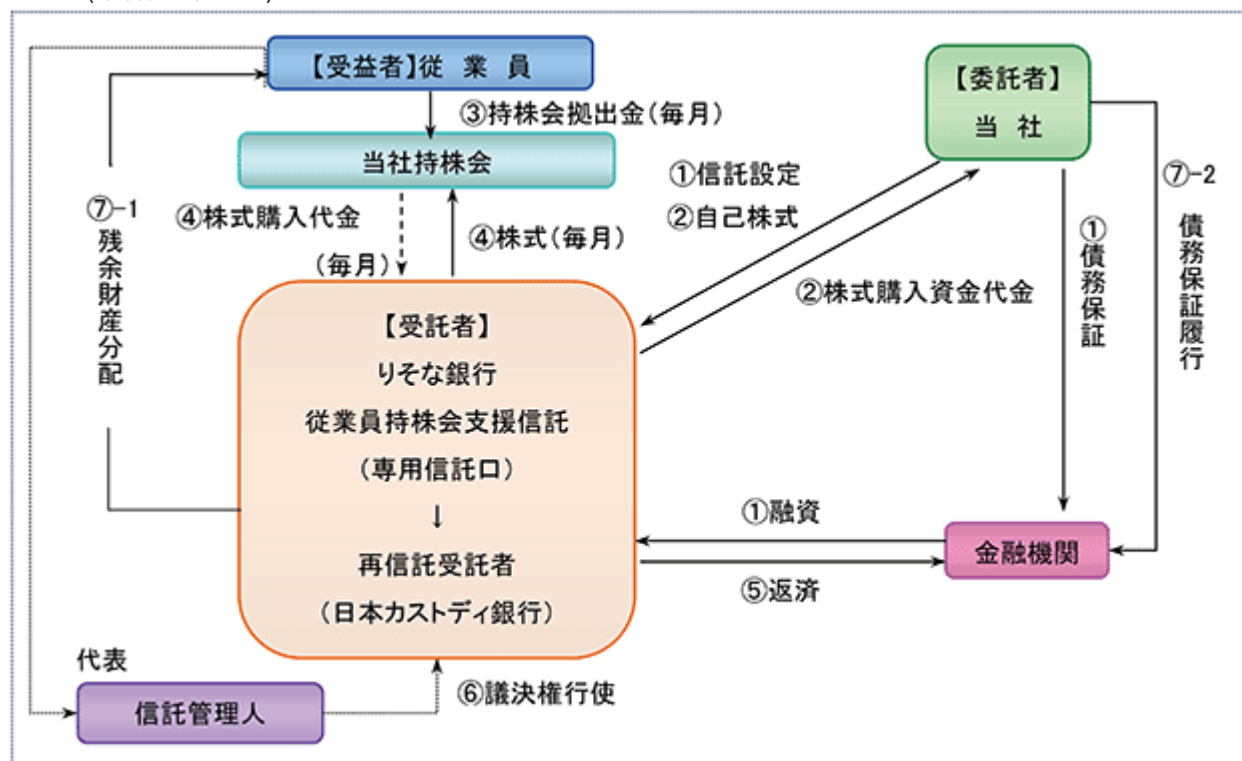 【受益者】従 業 員
③持株会拠出金(毎月)
当社持株会
【委託者】
当 社
①信託設定
②自己株式
②株式購入資金代金
⑦-2
債務保証履行
①債務保証
⑦-1
残余財産分配
④株式購入代金
(毎月)
④株式(毎月)
【受託者】
りそな銀行
従業員持株会支援信託
(専用信託口)
↓
再信託受託者
(日本カストディ銀行)
①融資
⑤返済
金融機関
代表
信託管理人
⑥議決権行使